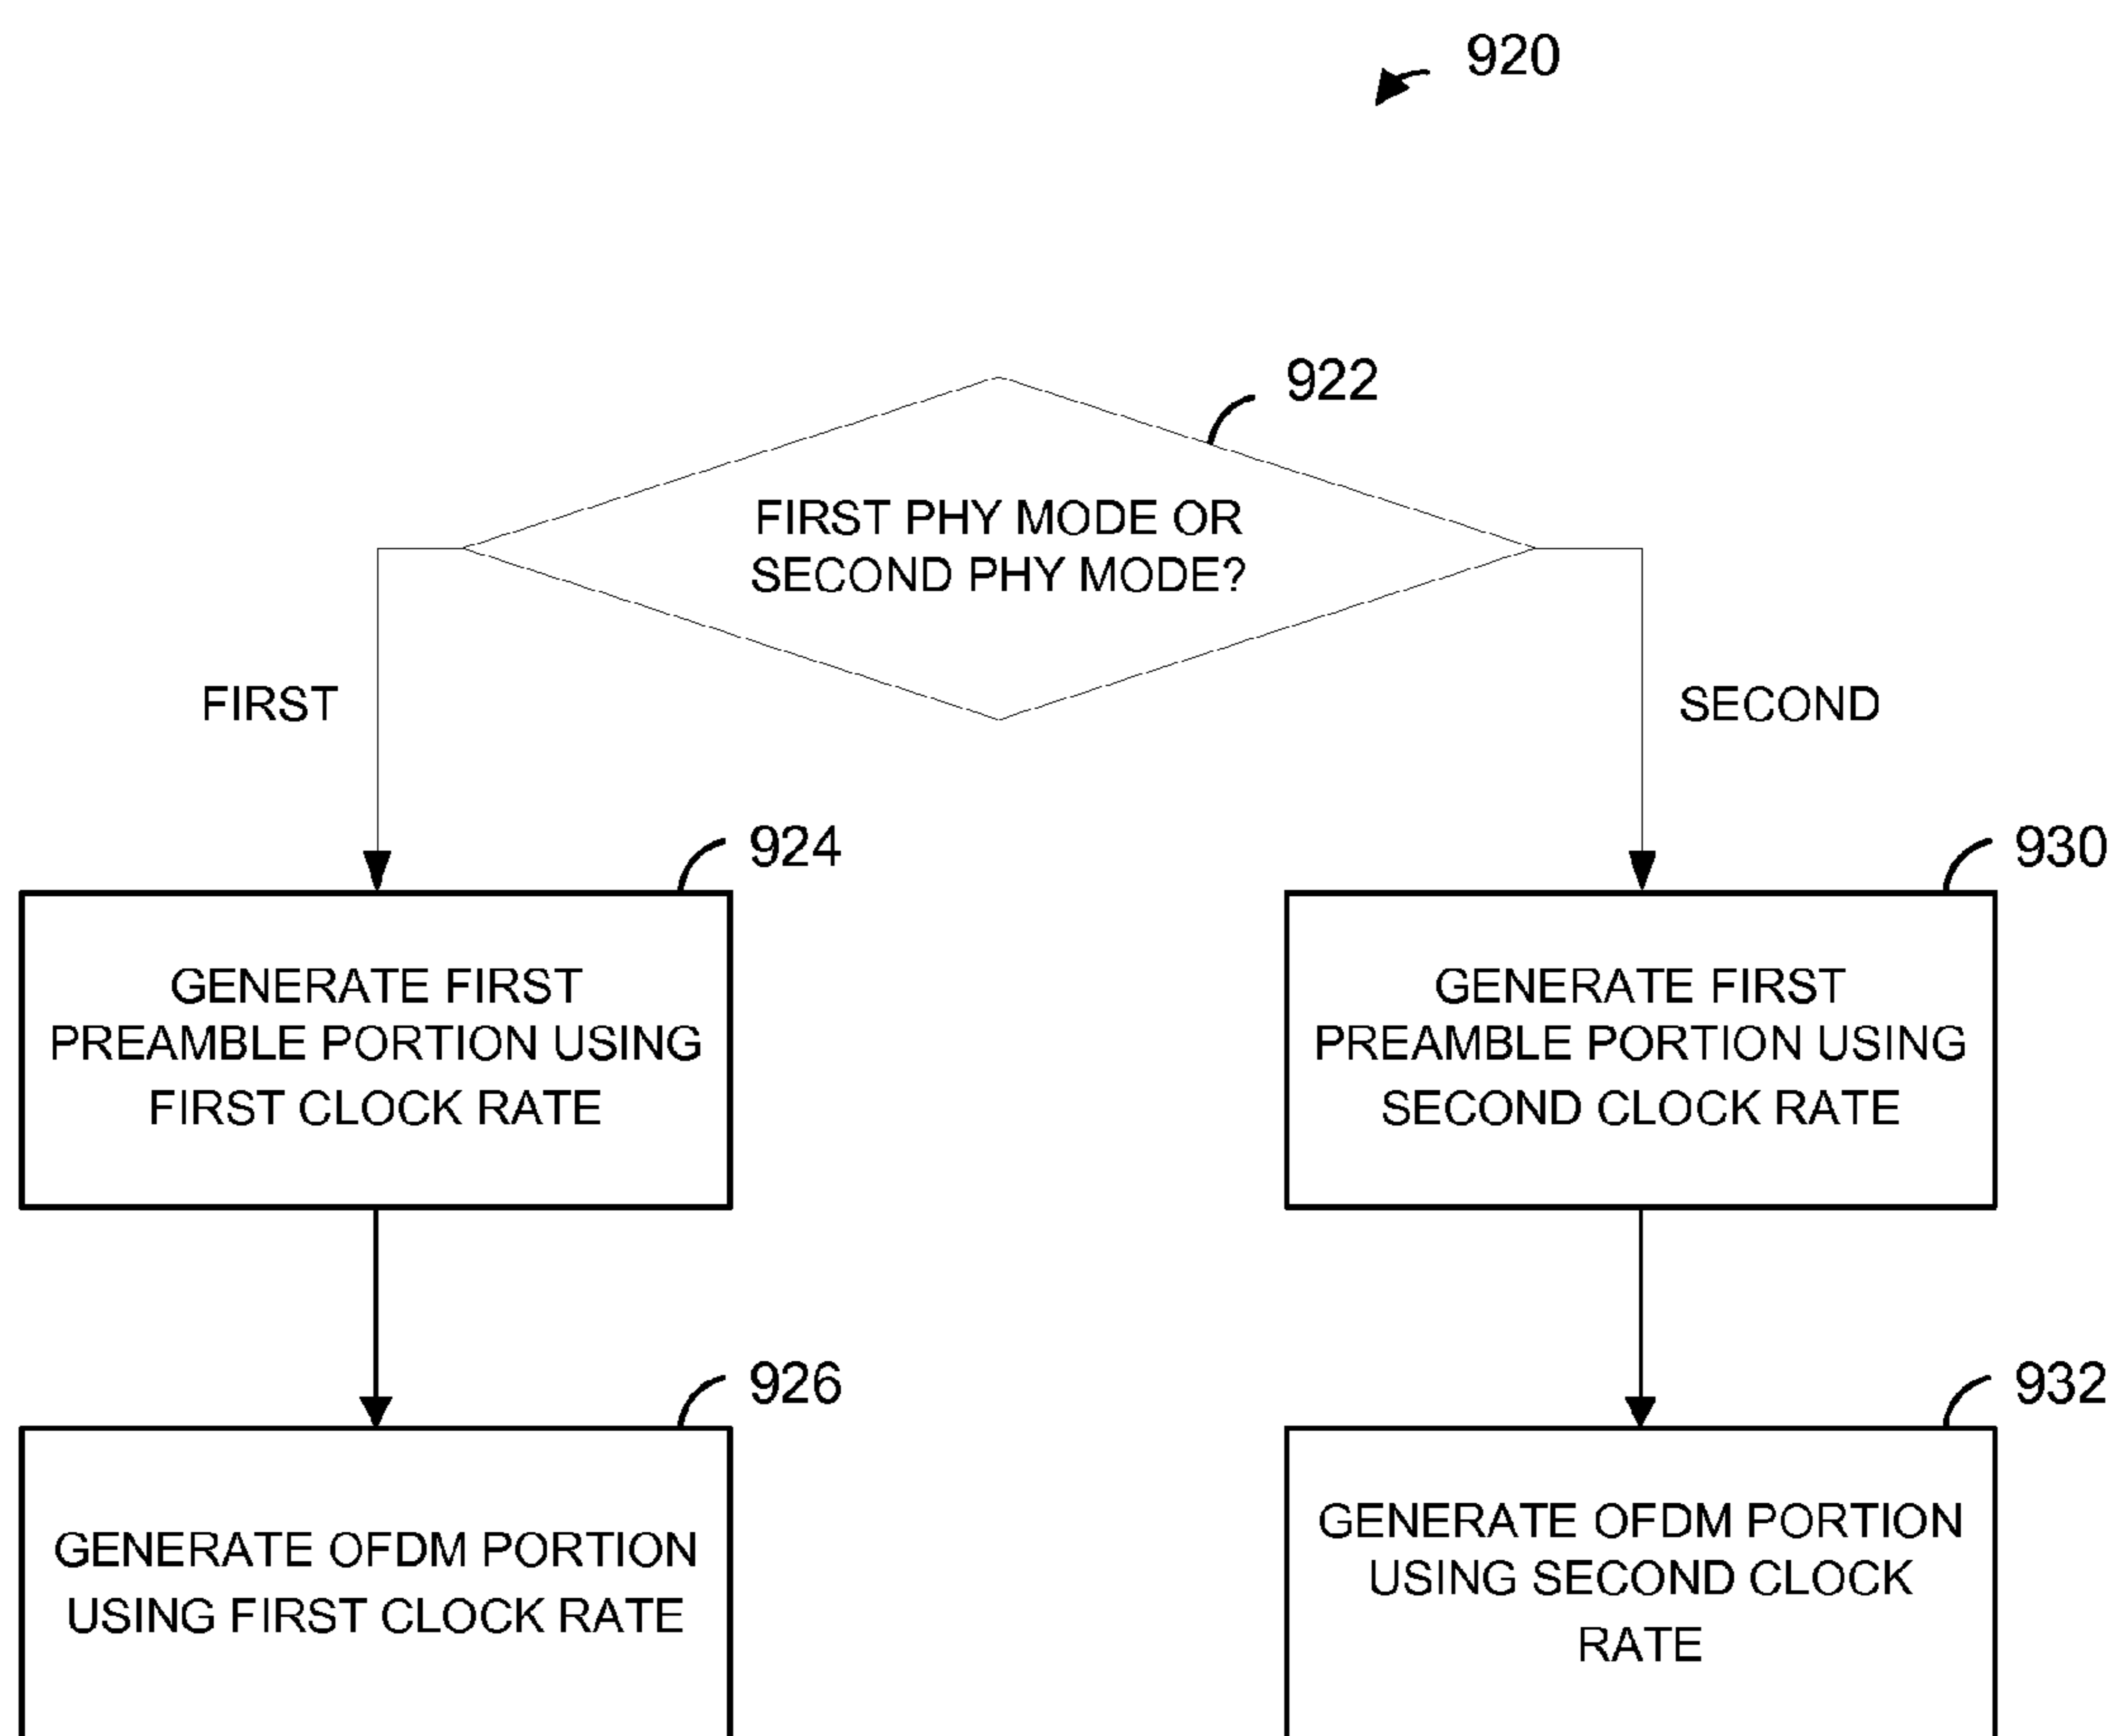 920
922
FIRST PHY MODE OR
SECOND PHY MODE?
FIRST
SECOND
924
930
GENERATE FIRST
PREAMBLE PORTION USING
FIRST CLOCK RATE
GENERATE FIRST
PREAMBLE PORTION USING
SECOND CLOCK RATE
926
932
GENERATE OFDM PORTION
USING FIRST CLOCK RATE
GENERATE OFDM PORTION
USING SECOND CLOCK
RATE